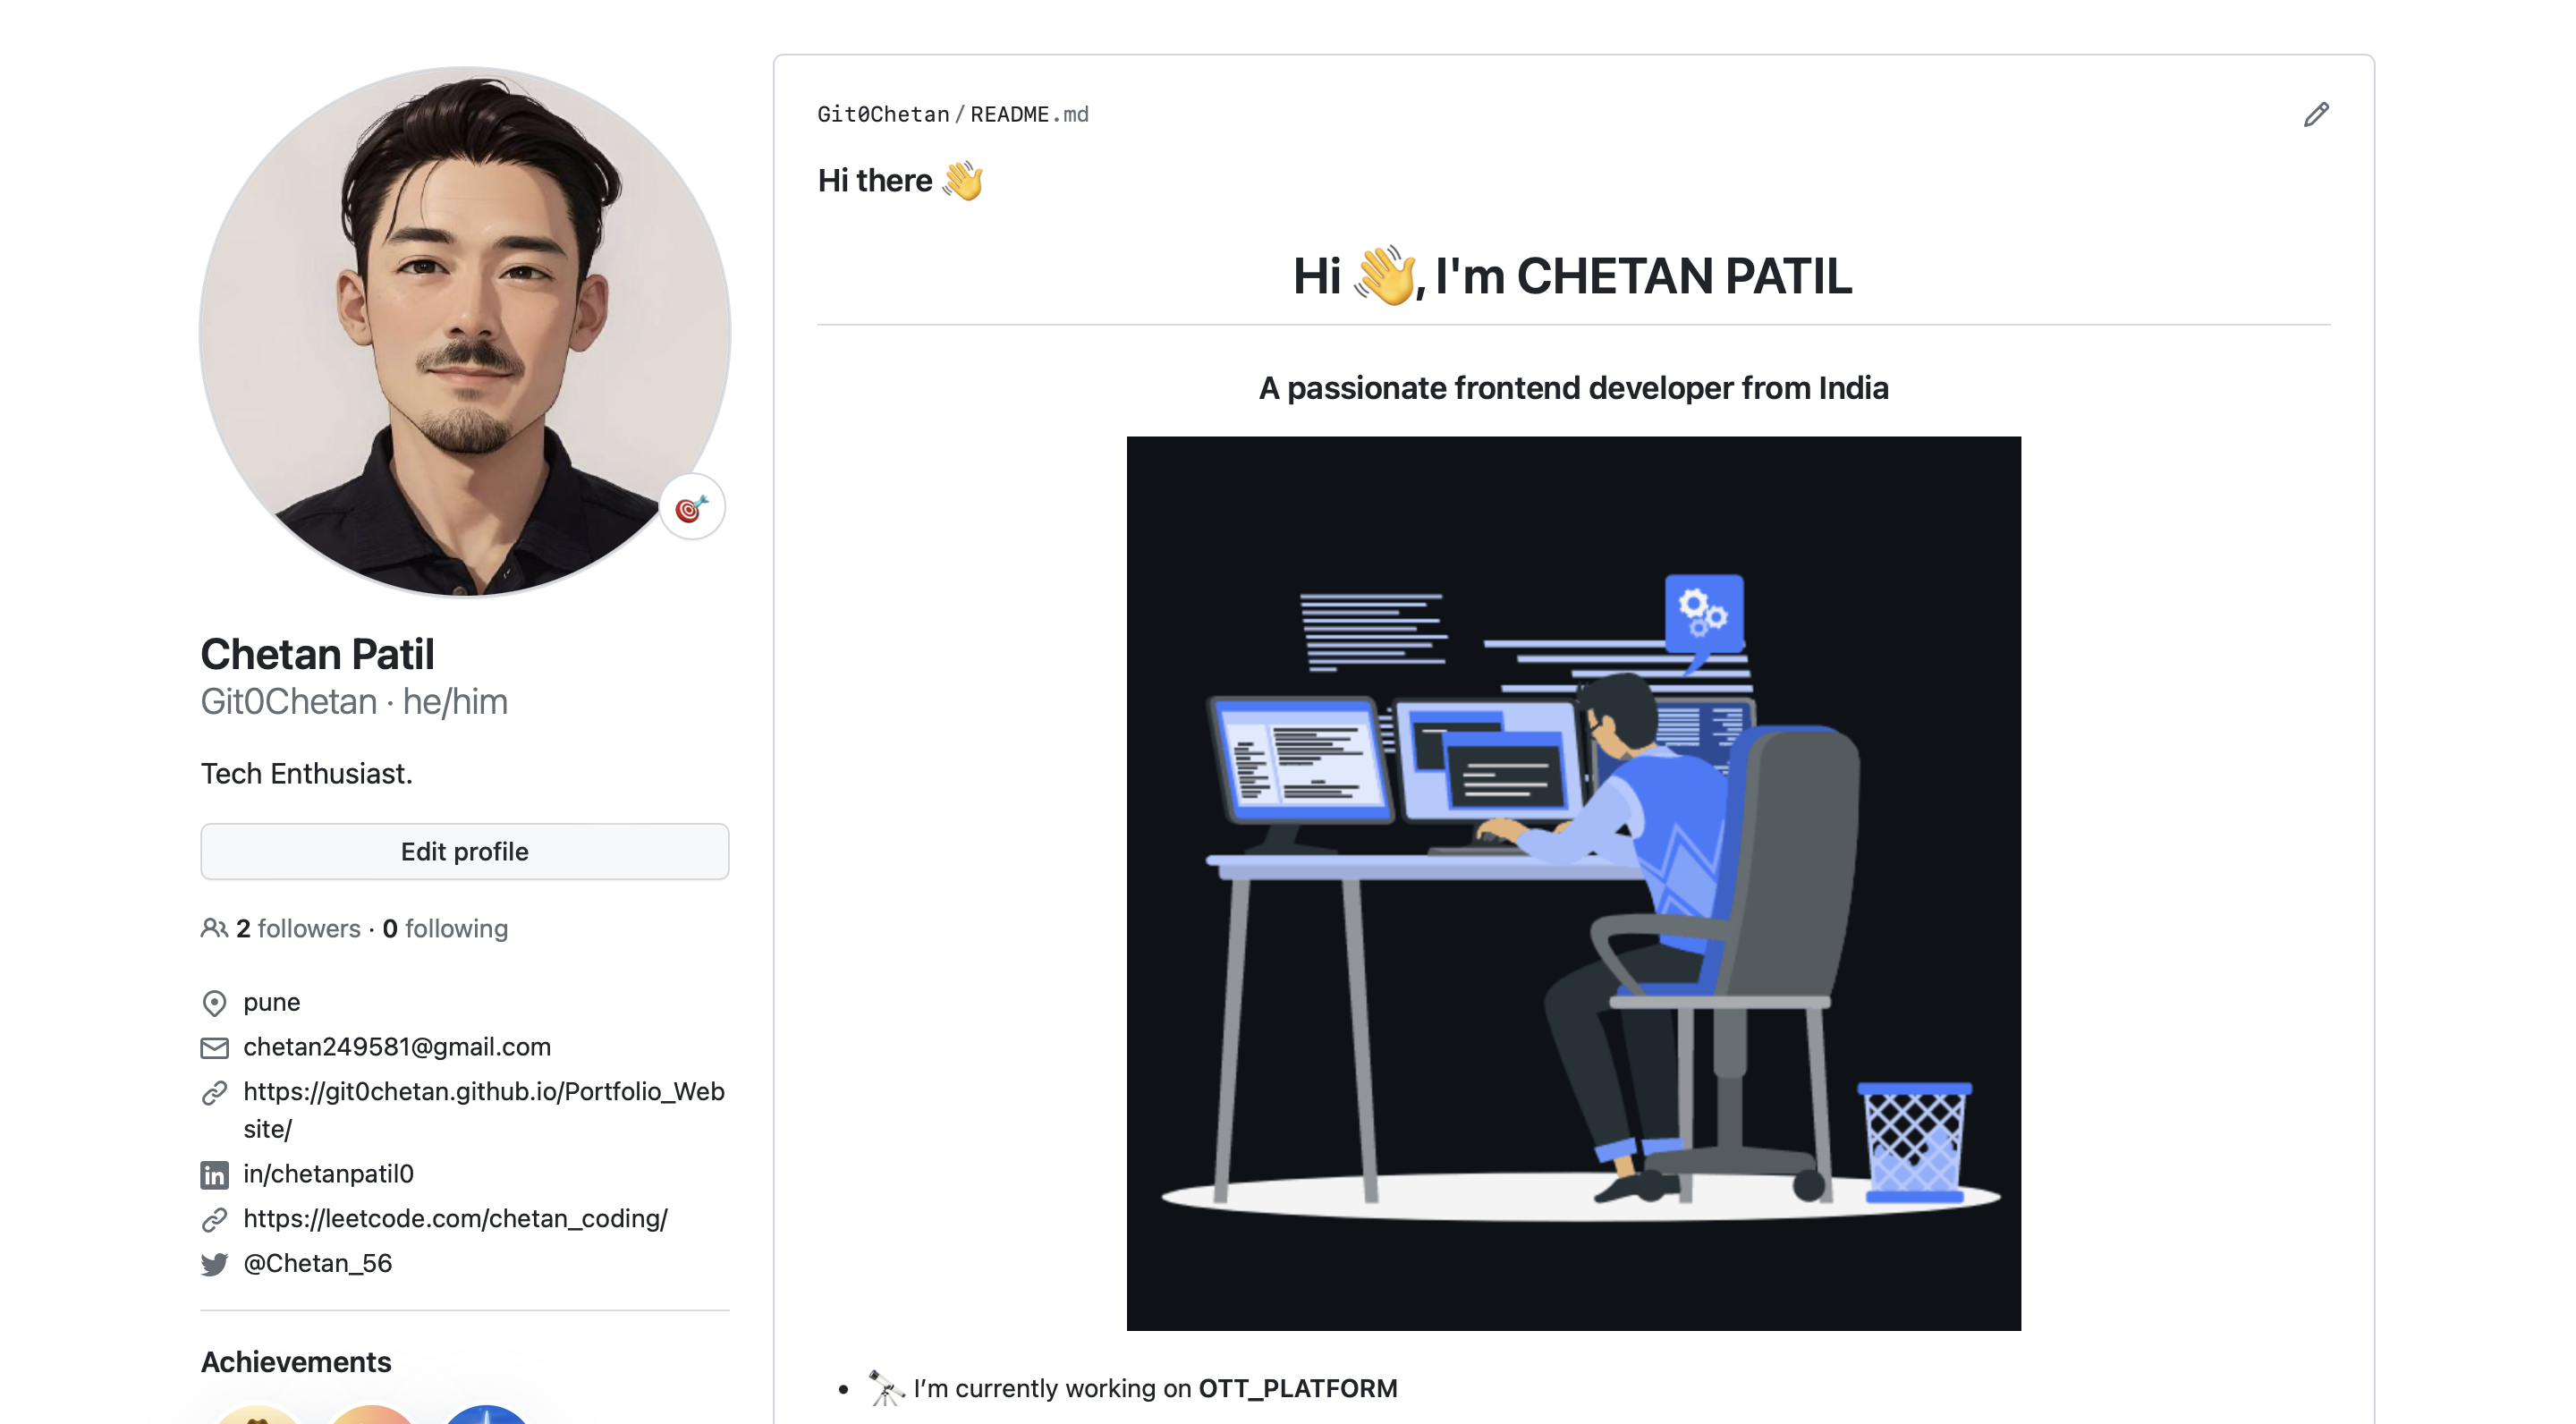 Chetan Patil
Git0Chetan · he/him
Tech Enthusiast.
Edit profile
2 followers · 0 following
pune
chetan249581@gmail.com
https://git0chetan.github.io/Portfolio_Web
site/
in/chetanpatil0
https://leetcode.com/chetan_coding/
@Chetan_56
Achievements
Git0Chetan/README.md
Hi there 👋
Hi 👋, I'm CHETAN PATIL
A passionate frontend developer from India
• 🔭 I’m currently working on OTT_PLATFORM